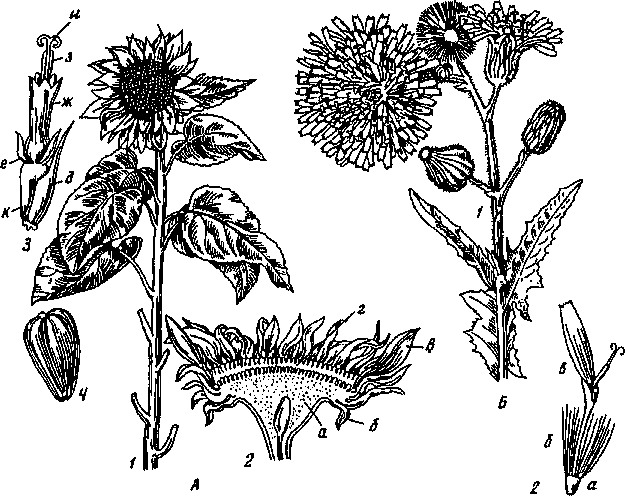 и
з
ж
е
д
к
3
4
1
А
г
в
а
б
2
1
Б
в
б
а
2